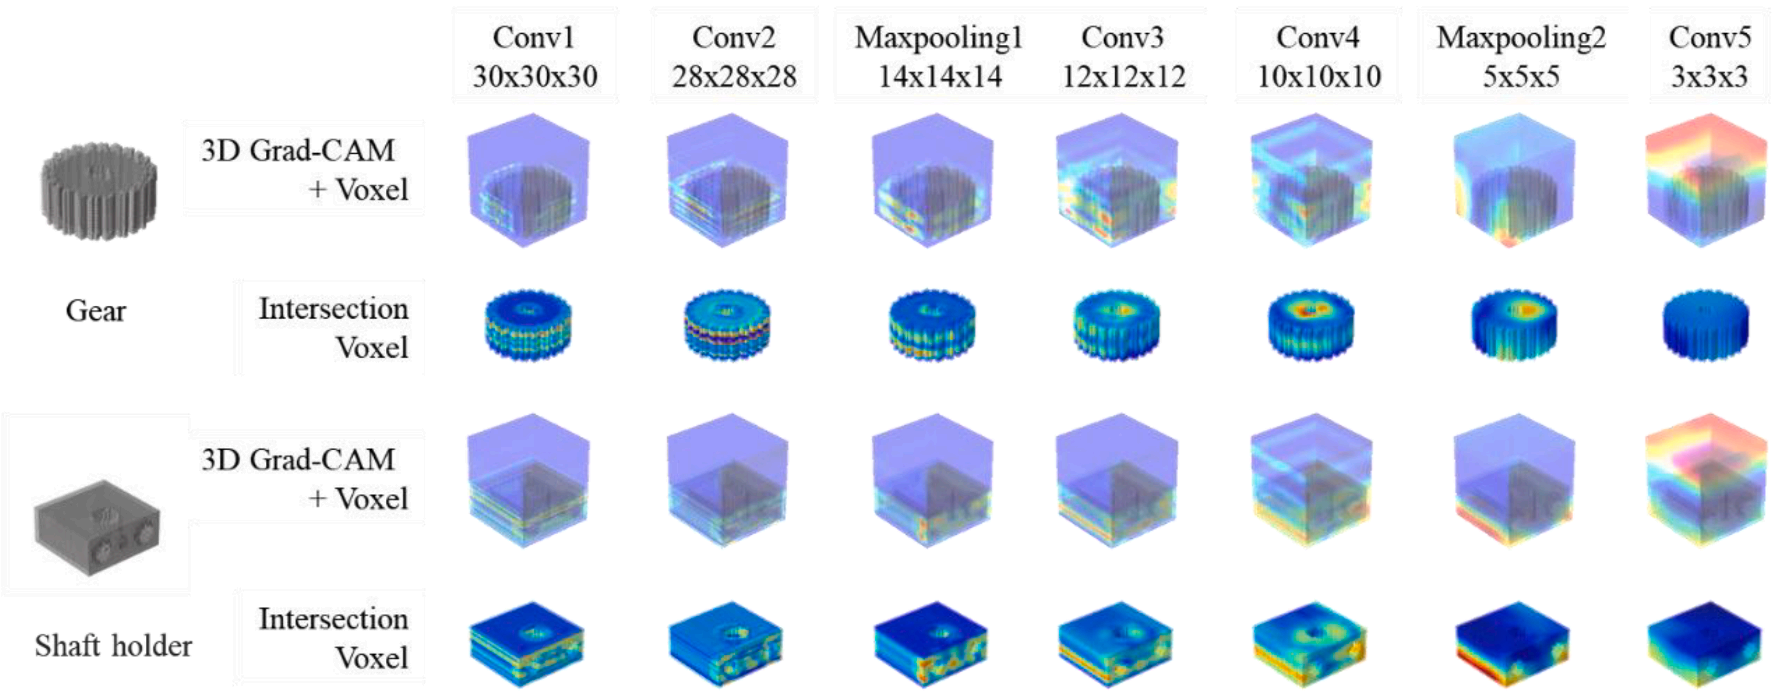 Conv1
30x30x30
Conv2
28x28x28
Maxpooling1
14x14x14
Conv3
12x12x12
Conv4
10x10x10
Maxpooling2
5x5x5
Conv5
3x3x3
3D Grad-CAM
+ Voxel
Gear
Intersection
Voxel
3D Grad-CAM
+ Voxel
Shaft holder
Intersection
Voxel